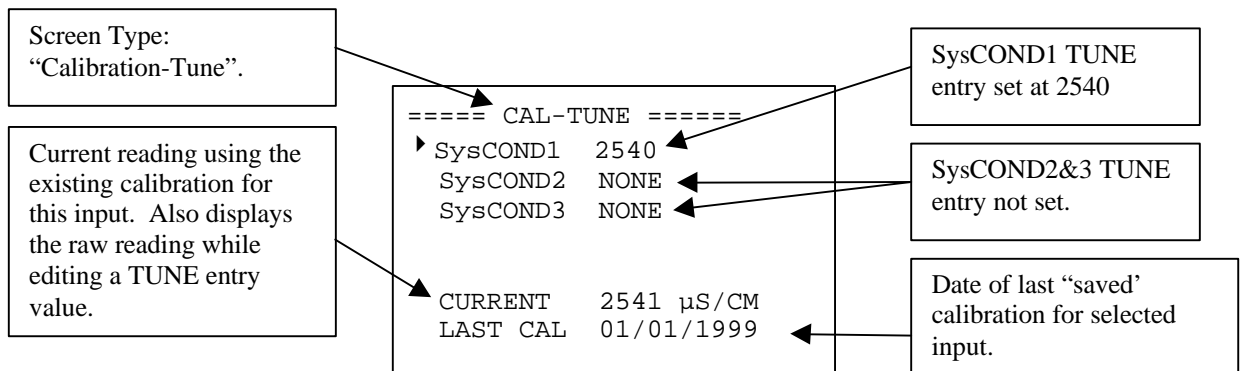 Screen Type:
“Calibration-Tune”.
Current reading using the
existing calibration for
this input.  Also displays
the raw reading while
editing a TUNE entry
value.
===== CAL-TUNE ======
SysCOND1 2540
SysCOND2 NONE
SysCOND3 NONE
CURRENT 2541 µS/CM
LAST CAL 01/01/1999
SysCOND1 TUNE
entry set at 2540
SysCOND2&3 TUNE
entry not set.
Date of last “saved’
calibration for selected
input.